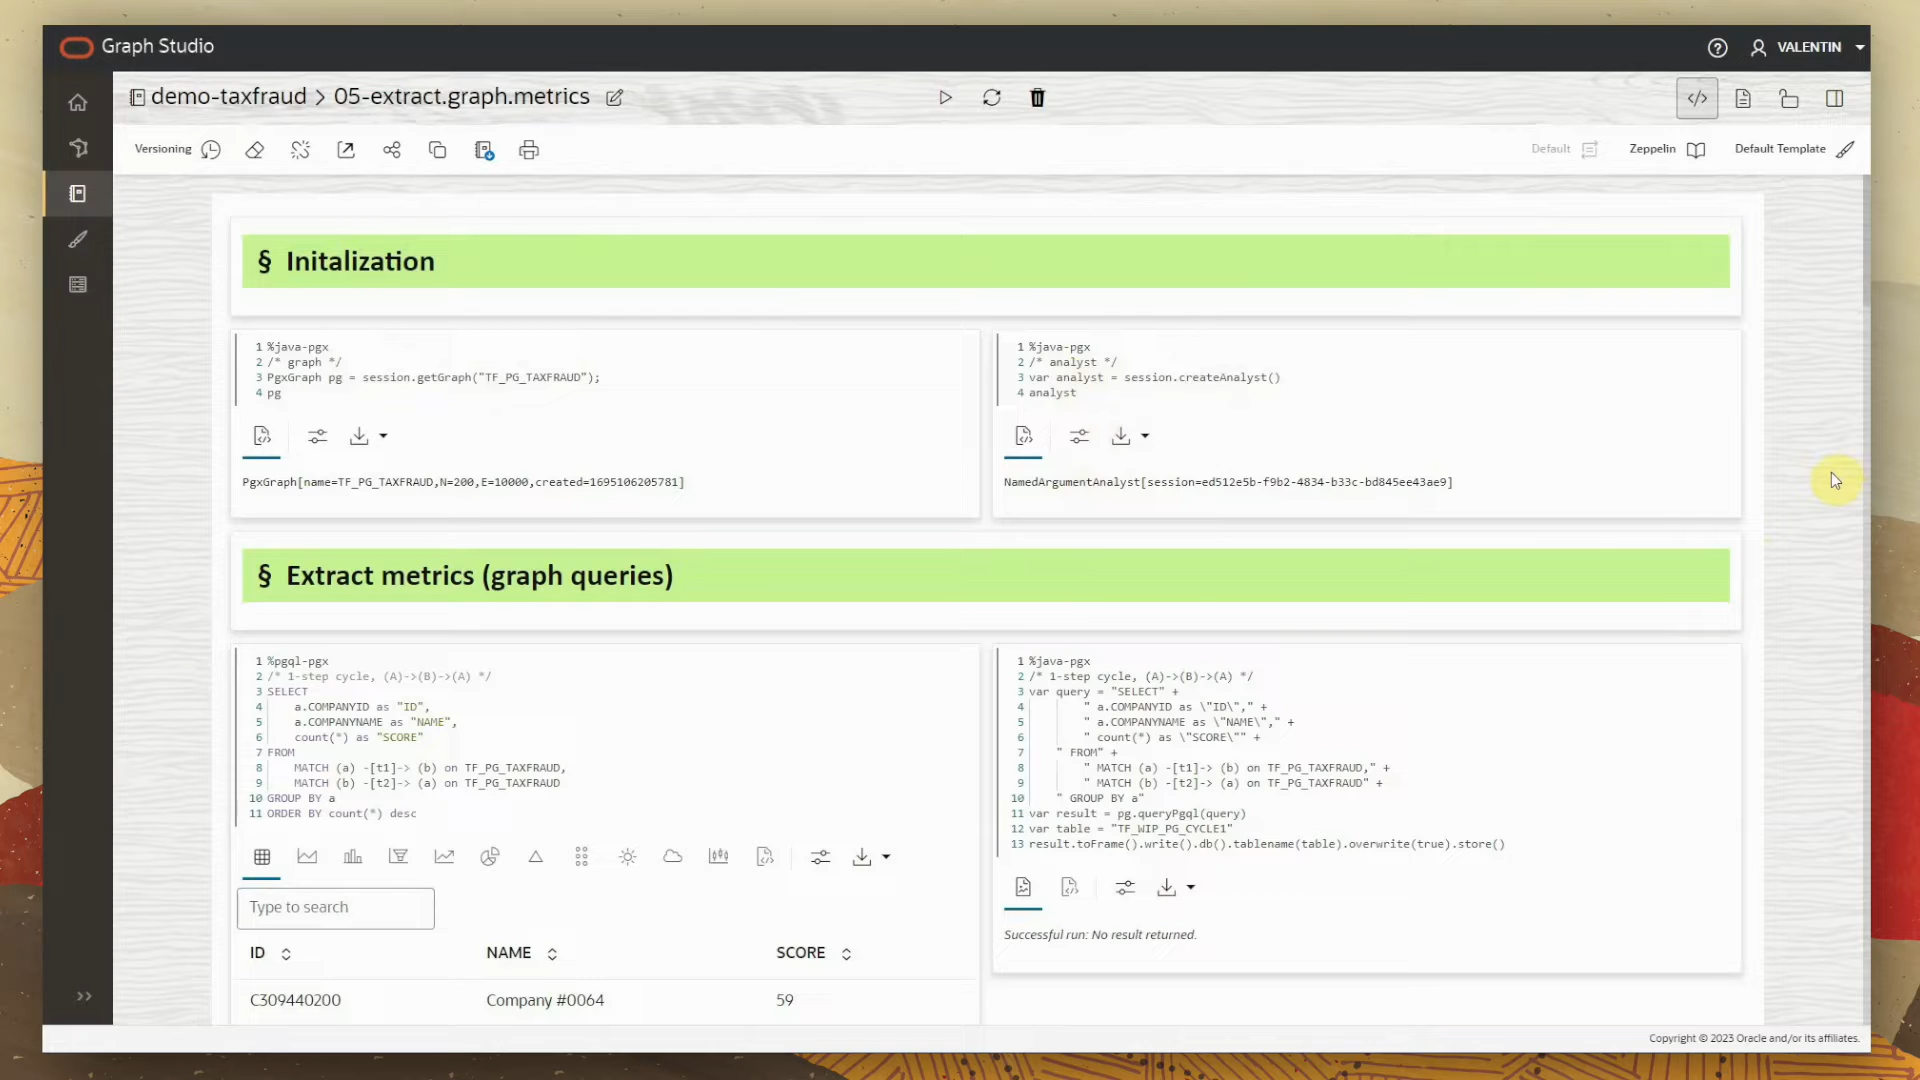 Graph Studio
VALENTIN
demo-taxfraud > 05-extract.graph.metrics
Versioning
Default
Zeppelin
Default Template
§ Initalization
1 %java-pgx
2 /* graph */
3 PgxGraph pg = session.getGraph("TF_PG_TAXFRAUD");
4 pg
PgxGraph[name=TF_PG_TAXFRAUD,N=200,E=10000,created=1695106205781]
1 %java-pgx
2 /* analyst */
3 var analyst = session.createAnalyst()
4 analyst
NamedArgumentAnalyst[session=ed512e5b-f9b2-4834-b33c-bd845ee43ae9]
§ Extract metrics (graph queries)
1 %pgql-pgx
2 /* 1-step cycle, (A)->(B)->(A) */
3 SELECT
4 a.COMPANYID as "ID",
5 a.COMPANYNAME as "NAME",
6 count(*) as "SCORE"
7 FROM
8 MATCH (a) -[t1]-> (b) on TF_PG_TAXFRAUD,
9 MATCH (b) -[t2]-> (a) on TF_PG_TAXFRAUD
10 GROUP BY a
11 ORDER BY count(*) desc
Type to search
ID NAME SCORE
C309440200 Company #0064 59
1 %java-pgx
2 /* 1-step cycle, (A)->(B)->(A) */
3 var query = "SELECT" +
4 " a.COMPANYID as \"ID\"," +
5 " a.COMPANYNAME as \"NAME\"," +
6 " count(*) as \"SCORE\"" +
7 " FROM" +
8 " MATCH (a) -[t1]-> (b) on TF_PG_TAXFRAUD," +
9 " MATCH (b) -[t2]-> (a) on TF_PG_TAXFRAUD" +
10 " GROUP BY a"
11 var result = pg.queryPgql(query)
12 var table = "TF_WIP_PG_CYCLE1"
13 result.toFrame().write().db().tablename(table).overwrite(true).store()
Successful run: No result returned.
Copyright © 2023 Oracle and/or its affiliates.